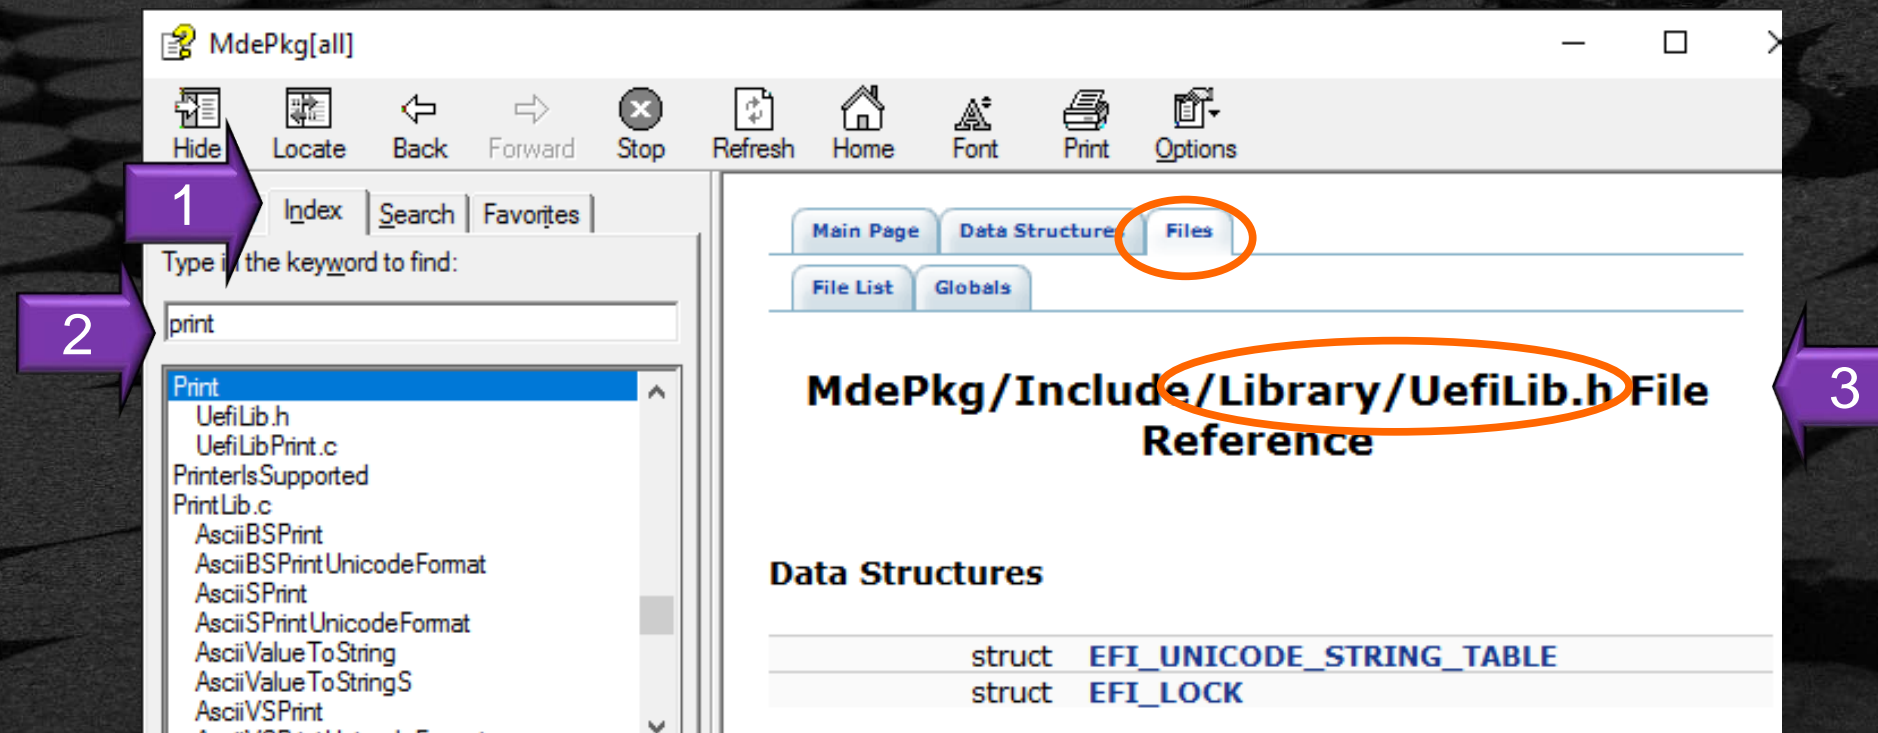 MdePkg[all]
Hide Locate Back Forward Stop Refresh Home Font Print Options
1
Index Search Favorites
Type in the keyword to find:
2
print
Print
UefiLib.h
UefiLibPrint.c
PrinterIsSupported
PrintLib.c
AsciiBSPrint
AsciiBSPrintUnicodeFormat
AsciiSPrint
AsciiSPrintUnicodeFormat
AsciiValueToString
AsciiValueToStringS
AsciiVSPrint
Main Page Data Structures Files
File List Globals
MdePkg/Include/Library/UefiLib.h File
Reference
3
Data Structures
struct EFI_UNICODE_STRING_TABLE
struct EFI_LOCK